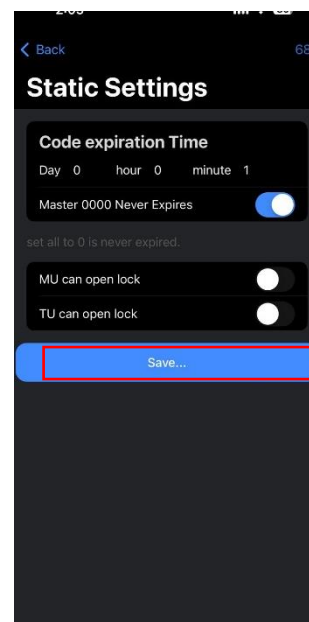 Back 68
Static Settings
Code expiration Time
Day 0 hour 0 minute 1
Master 0000 Never Expires
set all to 0 is never expired.
MU can open lock
TU can open lock
Save...